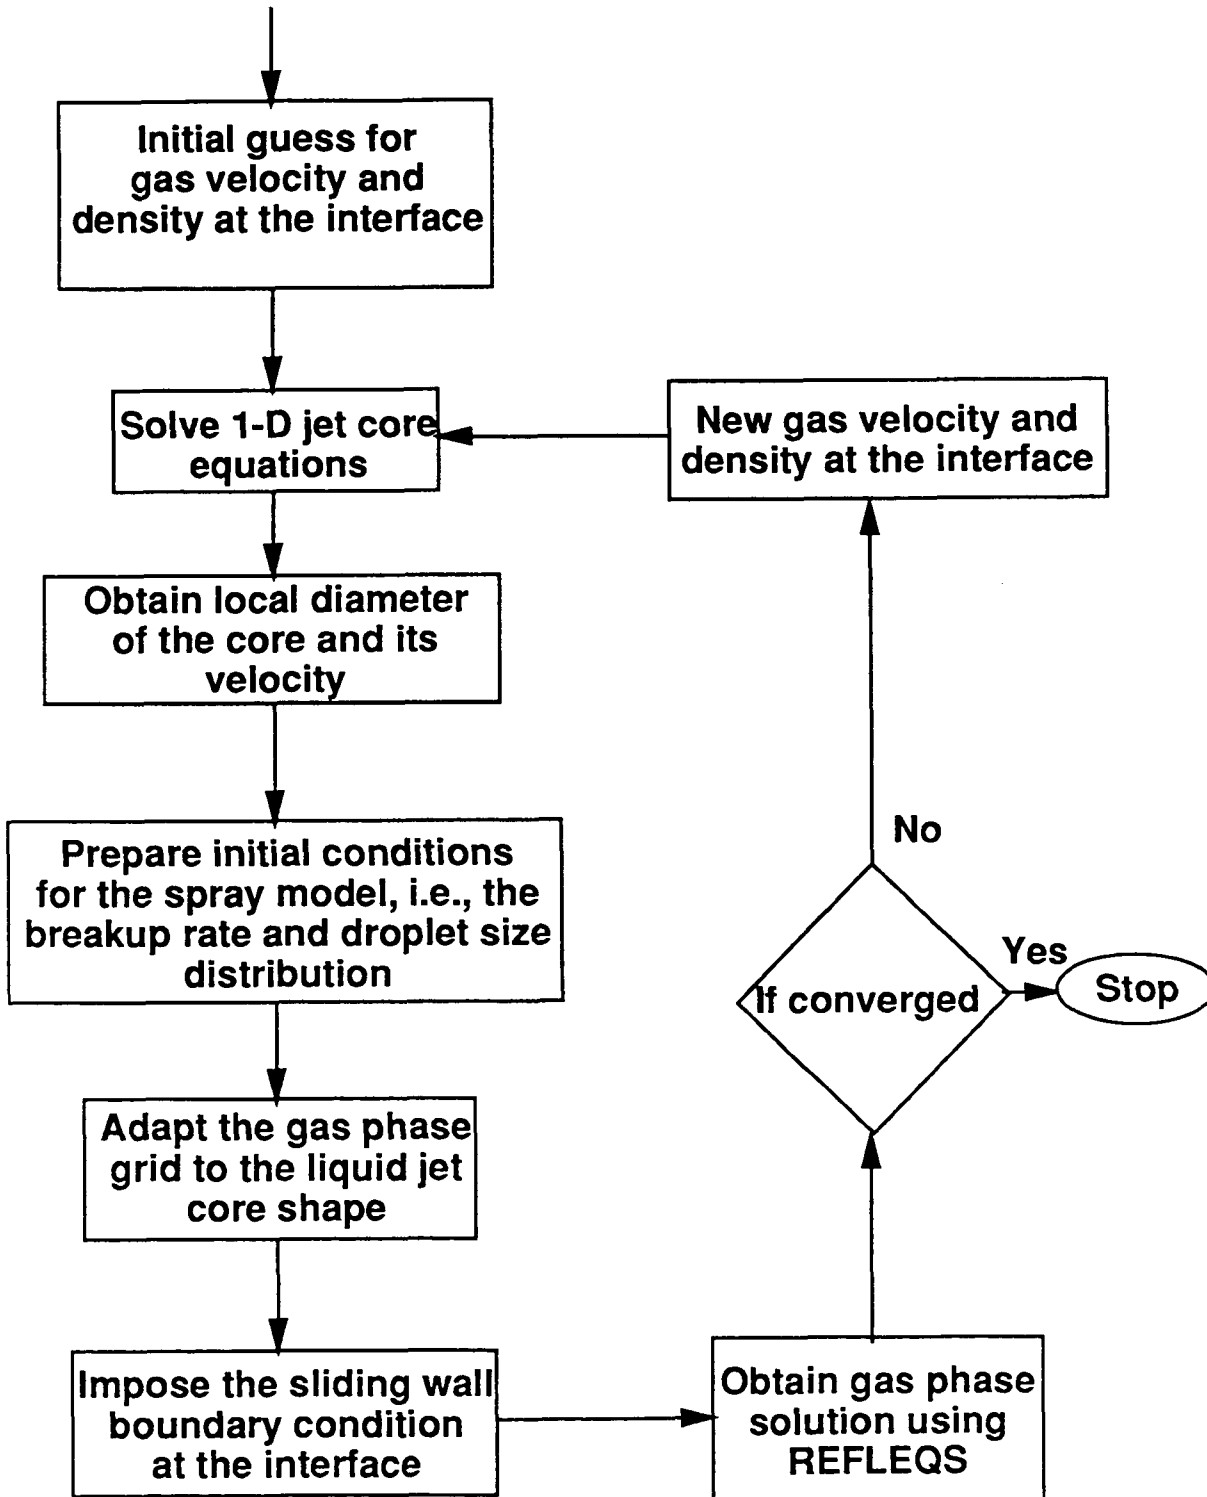 Initial guess for
gas velocity and
density at the interface
Solve 1-D jet core
equations
New gas velocity and
density at the interface
Obtain local diameter
of the core and its
velocity
Prepare initial conditions
for the spray model, i.e., the
breakup rate and droplet size
distribution
No
Yes
If converged
Stop
Adapt the gas phase
grid to the liquid jet
core shape
Impose the sliding wall
boundary condition
at the interface
Obtain gas phase
solution using
REFLEQS